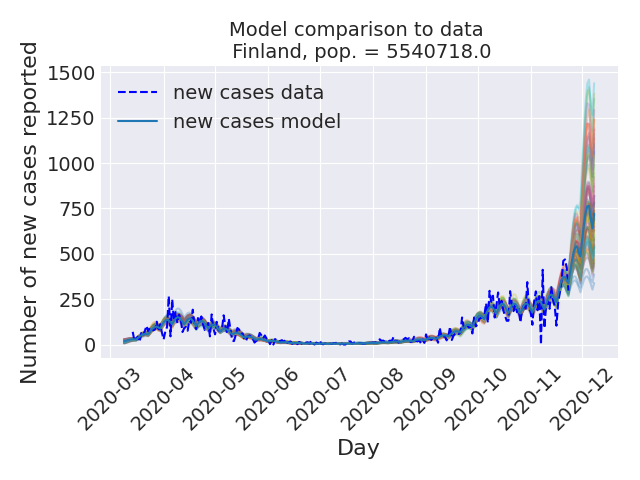 Model comparison to data
Finland, pop. = 5540718.0
Number of new cases reported
1500
1250
1000
750
500
250
0
new cases data
new cases model
2020-03
2020-04
2020-05
2020-06
2020-07
2020-08
2020-09
2020-10
2020-11
2020-12
Day